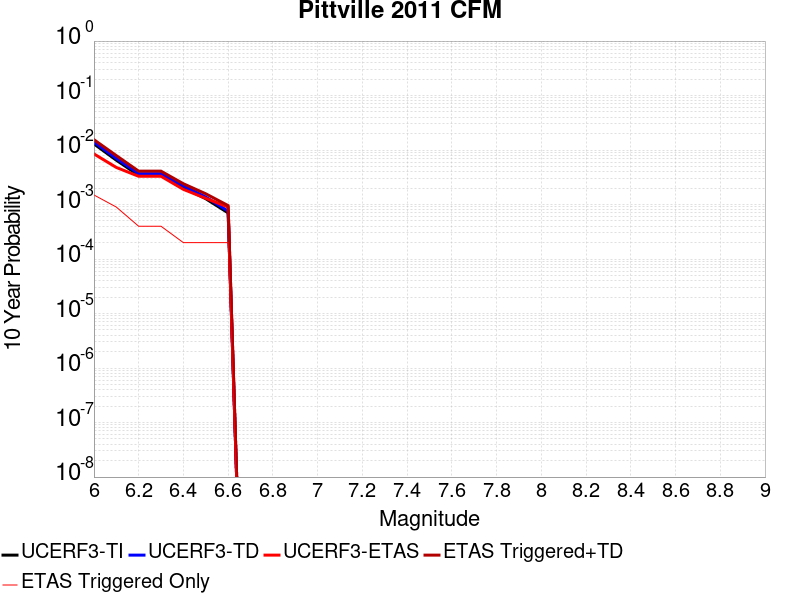 Pittville 2011 CFM
10 Year Probability
10^0
10^-1
10^-2
10^-3
10^-4
10^-5
10^-6
10^-7
10^-8
6 6.2 6.4 6.6 6.8 7 7.2 7.4 7.6 7.8 8 8.2 8.4 8.6 8.8 9
Magnitude
UCERF3-TI UCERF3-TD UCERF3-ETAS ETAS Triggered+TD
ETAS Triggered Only